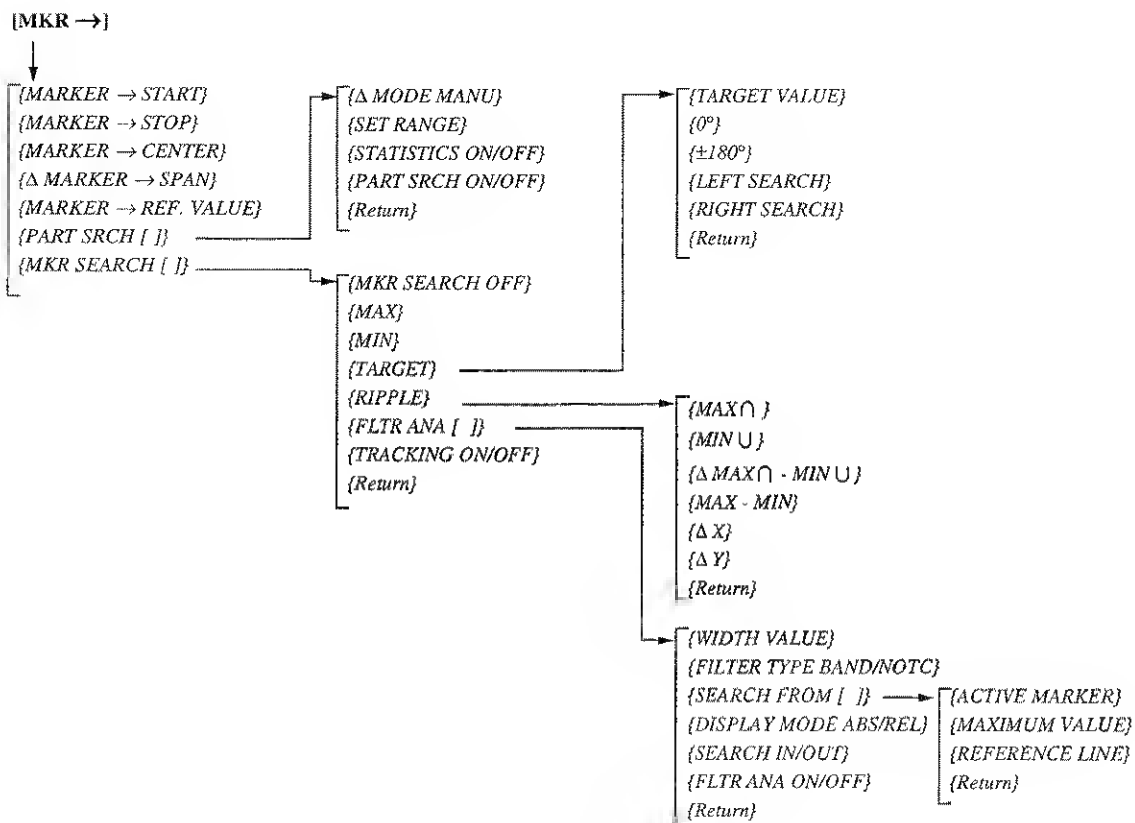 [MKR →]
{MARKER → START}
{MARKER → STOP}
{MARKER → CENTER}
{Δ MARKER → SPAN}
{MARKER → REF. VALUE}
{PART SRCH [ ]}
{MKR SEARCH [ ]}
{Δ MODE MANU}
{SET RANGE}
{STATISTICS ON/OFF}
{PART SRCH ON/OFF}
{Return}
{MKR SEARCH OFF}
{MAX}
{MIN}
{TARGET}
{RIPPLE}
{FLTR ANA [ ]}
{TRACKING ON/OFF}
{Return}
{TARGET VALUE}
{0°}
{±180°}
{LEFT SEARCH}
{RIGHT SEARCH}
{Return}
{MAX∩ }
{MIN ∪ }
{Δ MAX∩ - MIN ∪ }
{MAX - MIN}
{Δ X}
{Δ Y}
{Return}
{WIDTH VALUE}
{FILTER TYPE BAND/NOTC}
{SEARCH FROM [ ]}
{DISPLAY MODE ABS/REL}
{SEARCH IN/OUT}
{FLTR ANA ON/OFF}
{Return}
{ACTIVE MARKER}
{MAXIMUM VALUE}
{REFERENCE LINE}
{Return}